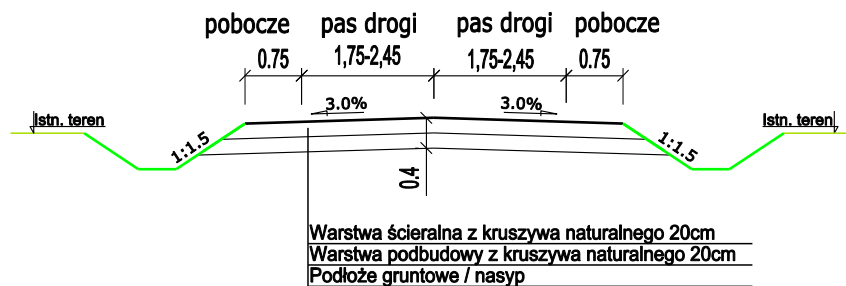 pobocze pas drogi pas drogi pobocze
0.75 1,75-2,45 1,75-2,45 0.75
3.0% 3.0%
Istn. teren Istn. teren
1:1.5 1:1.5
0.4
Warstwa ścieralna z kruszywa naturalnego 20cm
Warstwa podbudowy z kruszywa naturalnego 20cm
Podłoże gruntowe / nasyp